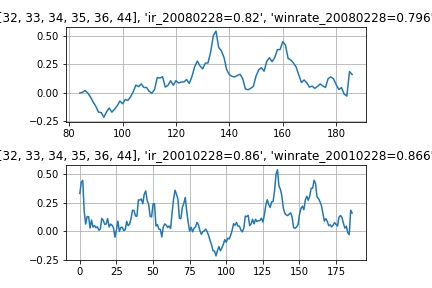 [32, 33, 34, 35, 36, 44], 'ir_20080228=0.82', 'winrate_20080228=0.796'
0.50
0.25
0.00
−0.25
80 100 120 140 160 180
[32, 33, 34, 35, 36, 44], 'ir_20010228=0.86', 'winrate_20010228=0.866'
0.50
0.25
0.00
−0.25
0 25 50 75 100 125 150 175